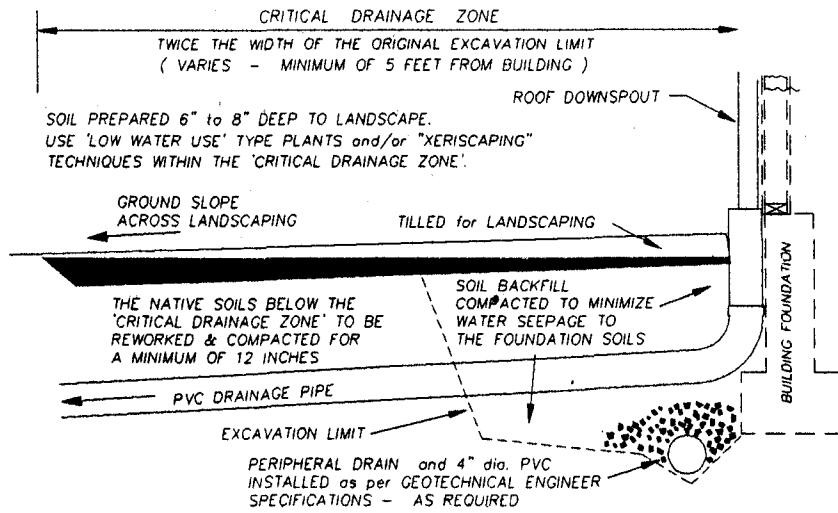 CRITICAL DRAINAGE ZONE
TWICE THE WIDTH OF THE ORIGINAL EXCAVATION LIMIT
( VARIES - MINIMUM OF 5 FEET FROM BUILDING )
ROOF DOWNSPOUT
SOIL PREPARED 6" to 8" DEEP TO LANDSCAPE.
USE 'LOW WATER USE' TYPE PLANTS and/or "XERISCAPING"
TECHNIQUES WITHIN THE 'CRITICAL DRAINAGE ZONE'.
GROUND SLOPE
ACROSS LANDSCAPING
TILLED for LANDSCAPING
THE NATIVE SOILS BELOW THE
'CRITICAL DRAINAGE ZONE' TO BE
REWORKED & COMPACTED FOR
A MINIMUM OF 12 INCHES
SOIL BACKFILL
COMPACTED TO MINIMIZE
WATER SEEPAGE TO
THE FOUNDATION SOILS
BUILDING FOUNDATION
PVC DRAINAGE PIPE
EXCAVATION LIMIT
PERIPHERAL DRAIN and 4" dia. PVC
INSTALLED as per GEOTECHNICAL ENGINEER
SPECIFICATIONS - AS REQUIRED